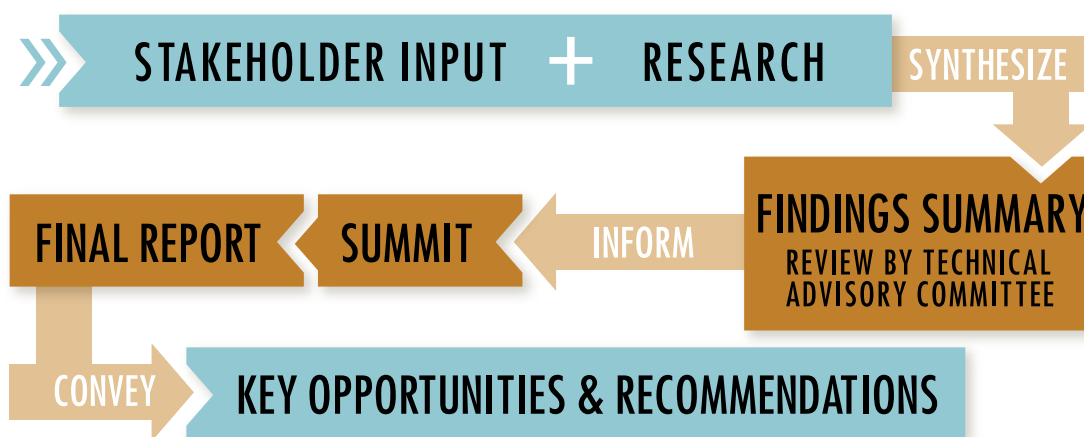 STAKEHOLDER INPUT + RESEARCH
SYNTHESIZE
FINDINGS SUMMARY
REVIEW BY TECHNICAL
ADVISORY COMMITTEE
INFORM
SUMMIT
FINAL REPORT
CONVEY
KEY OPPORTUNITIES & RECOMMENDATIONS